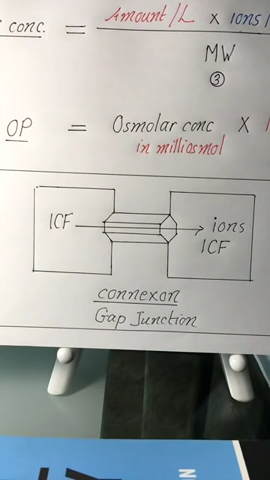 conc. = Amount/L X ions/
MW
③
OP = Osmolar conc X
in milliosmol
ICF → ions
ICF
connexon
Gap Junction
N